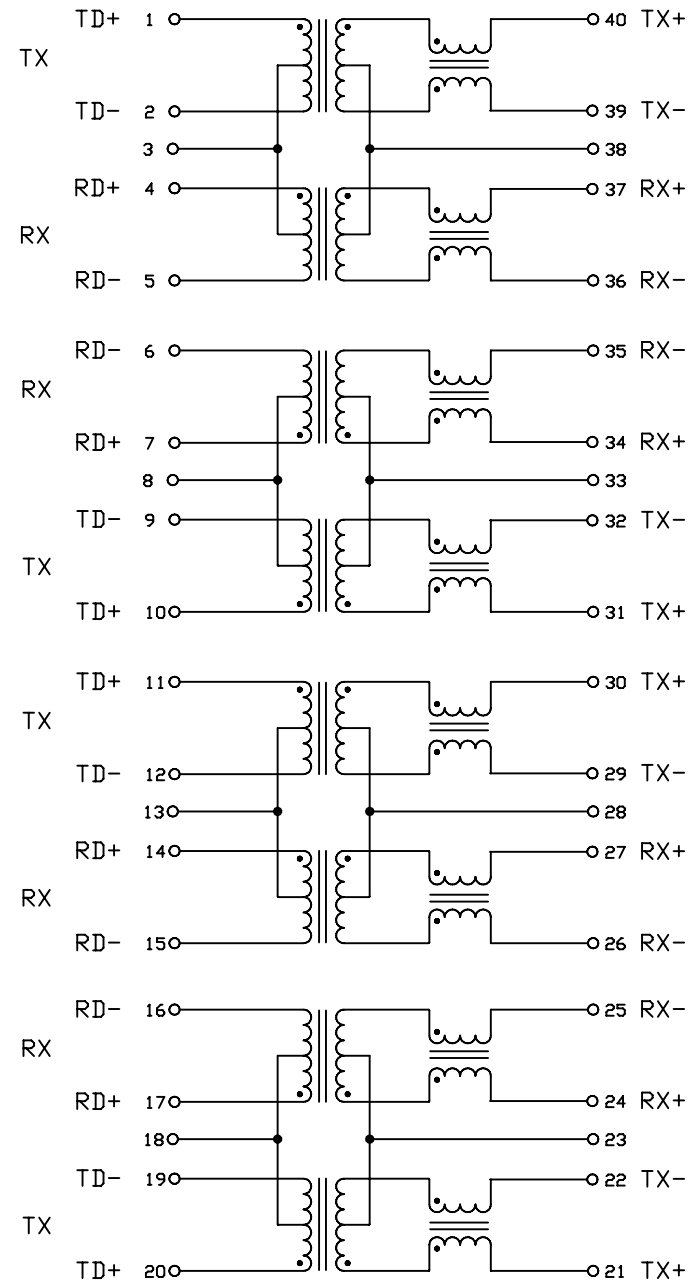 TD+ 1 40 TX+
TX
TD- 2 39 TX-
3 38
RD+ 4 37 RX+
RX
RD- 5 36 RX-
RD- 6 35 RX-
RX
RD+ 7 34 RX+
8 33
TD- 9 32 TX-
TX
TD+ 10 31 TX+
TD+ 11 30 TX+
TX
TD- 12 29 TX-
13 28
RD+ 14 27 RX+
RX
RD- 15 26 RX-
RD- 16 25 RX-
RX
RD+ 17 24 RX+
18 23
TD- 19 22 TX-
TX
TD+ 20 21 TX+